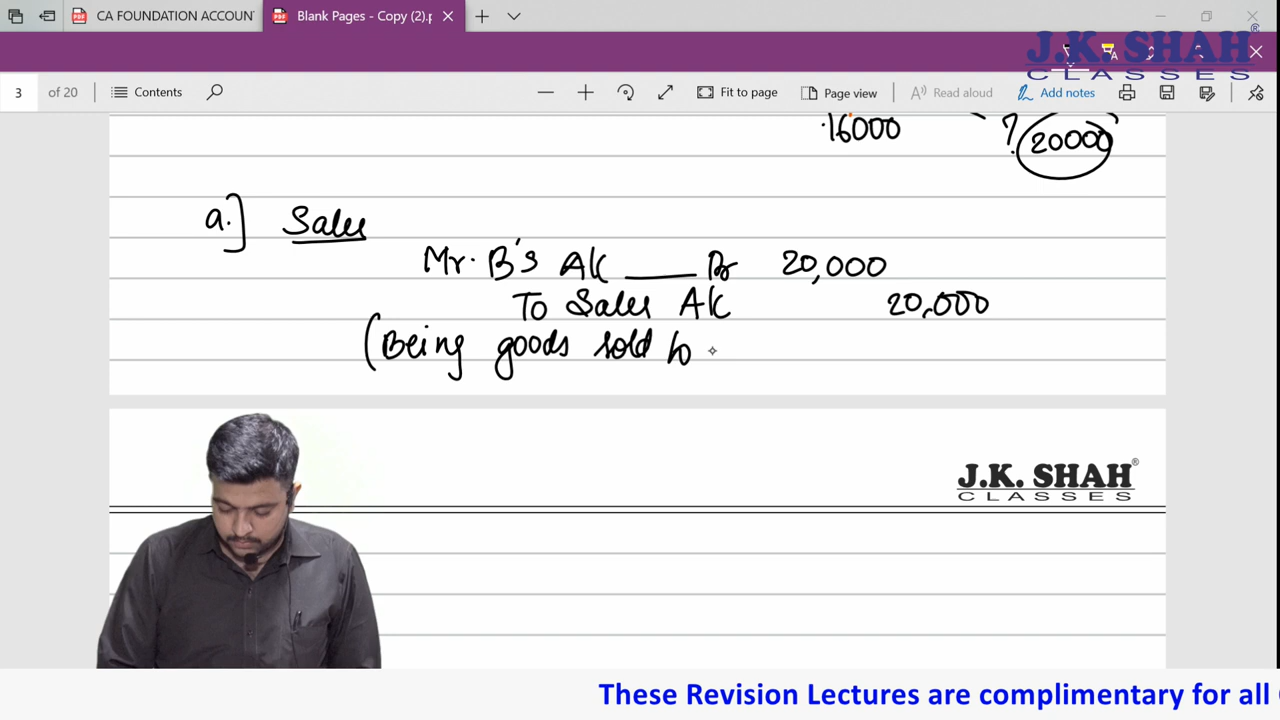 CA FOUNDATION ACCOUN
Blank Pages - Copy (2).p
J.K. SHAH®
CLASSES
3 of 20
Contents
Fit to page
Page view
Read aloud
Add notes
16000
? 20000
a.] Sales
Mr. B's A/c ____ Dr 20,000
To Sales A/c 20,000
(Being goods sold to
J.K. SHAH®
CLASSES
These Revision Lectures are complimentary for all